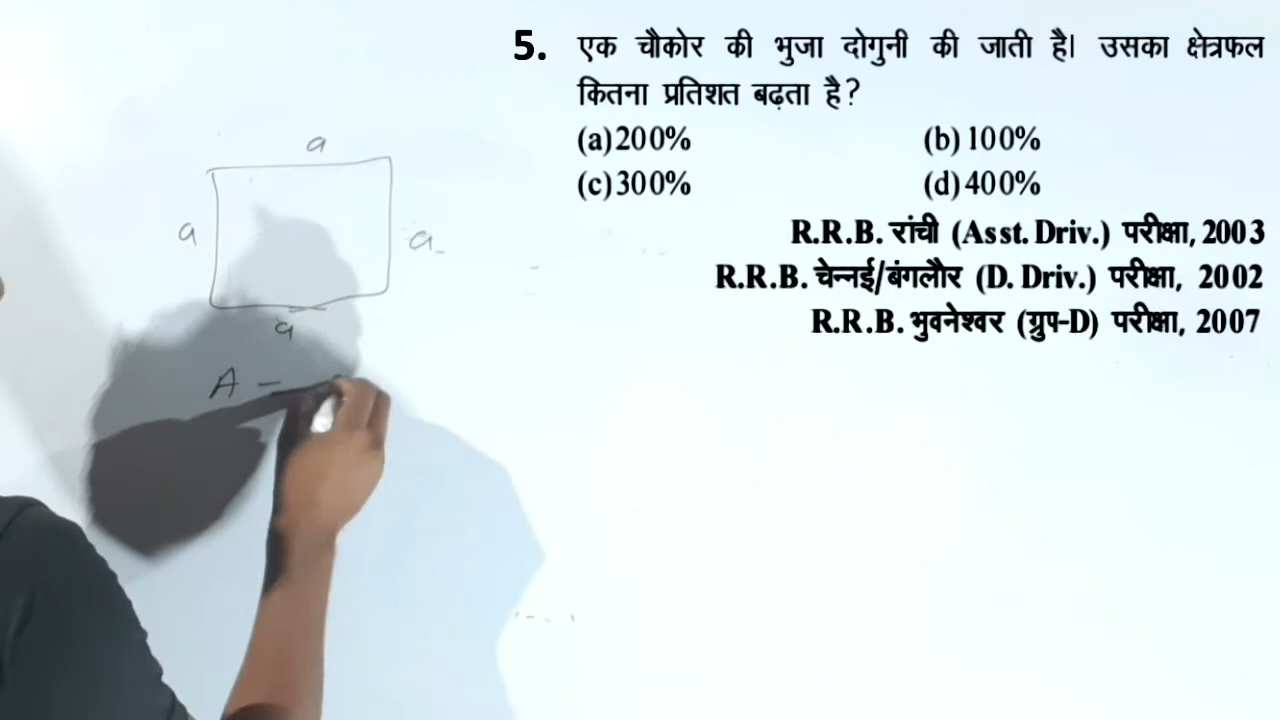 5. एक चौकोर की भुजा दोगुनी की जाती है। उसका क्षेत्रफल
कितना प्रतिशत बढ़ता है?
(a) 200% (b) 100%
(c) 300% (d) 400%
R.R.B. रांची (Asst. Driv.) परीक्षा, 2003
R.R.B. चेन्नई/बंगलौर (D. Driv.) परीक्षा, 2002
R.R.B. भुवनेश्वर (ग्रुप-D) परीक्षा, 2007
a
a a
a
A -